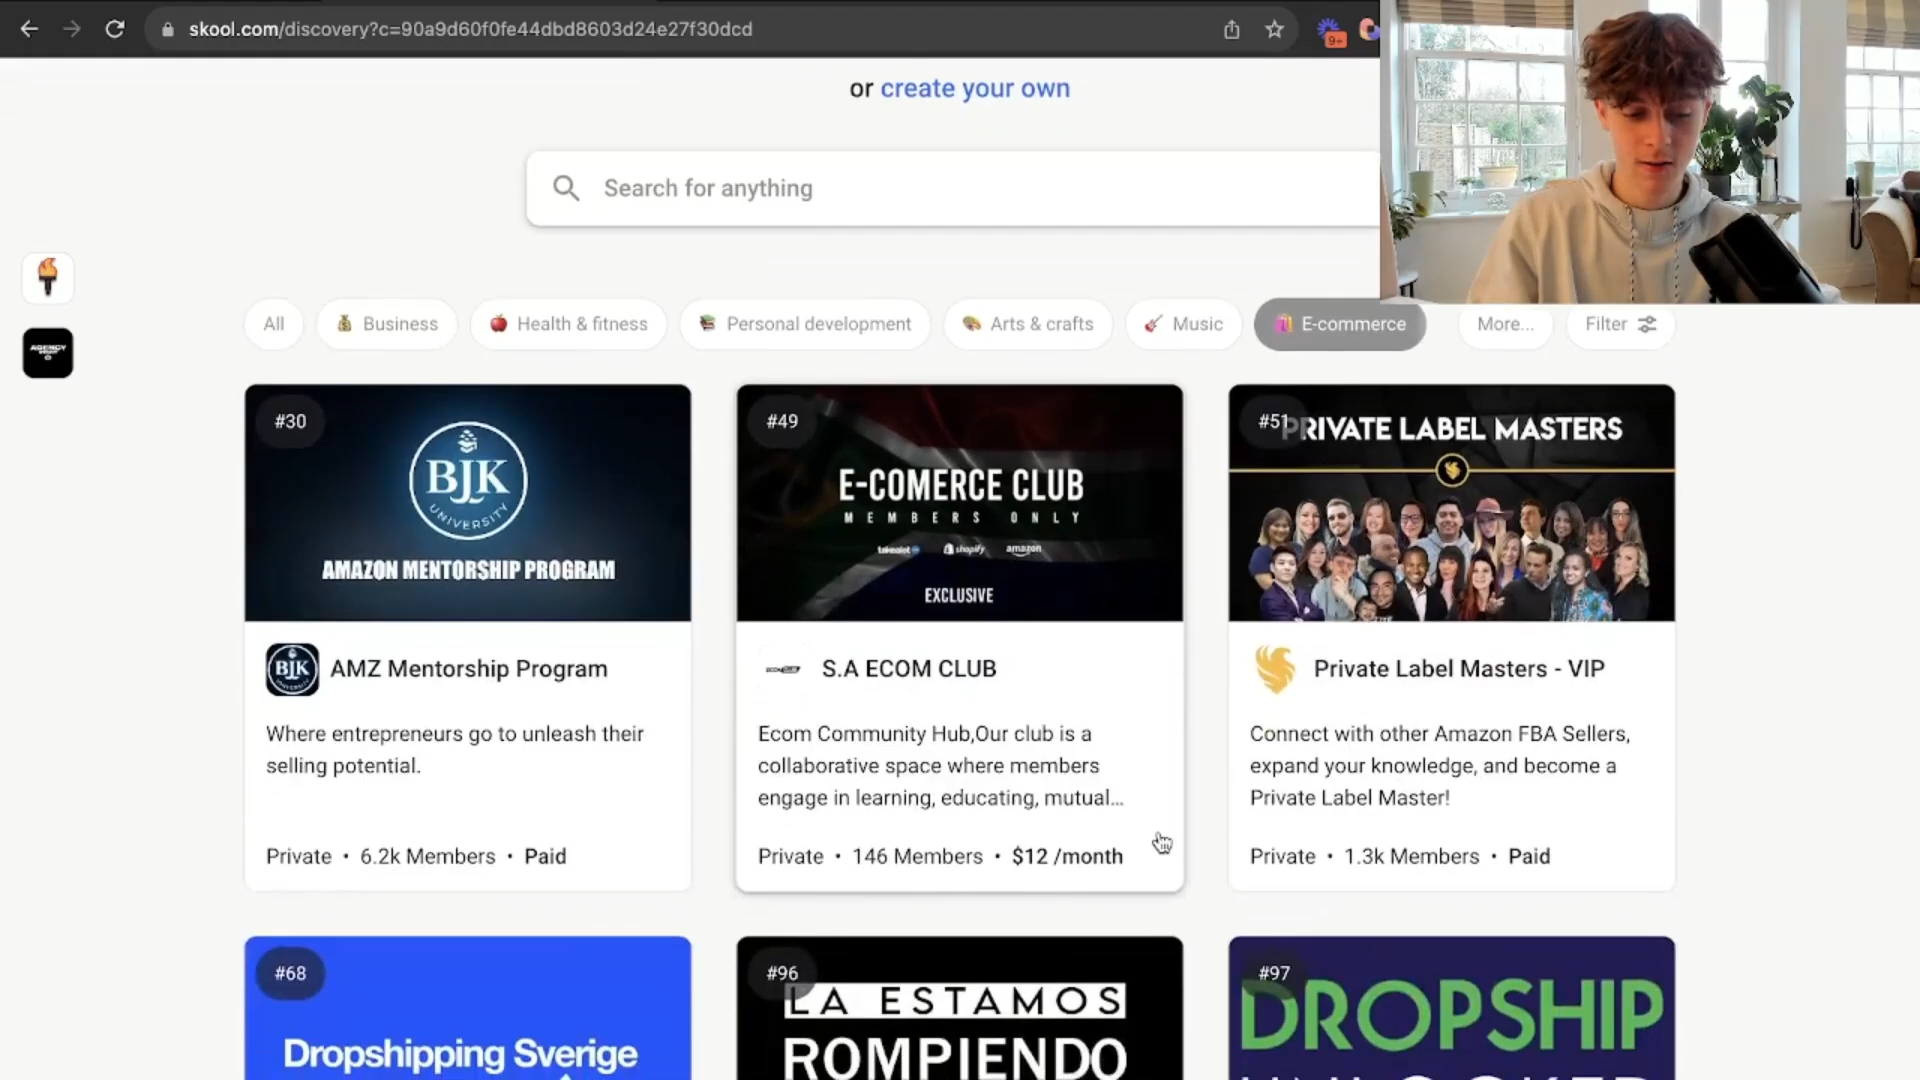 skool.com/discovery?c=90a9d60f0fe44dbd8603d24e27f30dcd
9+
or create your own
Search for anything
All
Business
Health & fitness
Personal development
Arts & crafts
Music
E-commerce
More...
Filter
#30
BJK
UNIVERSITY
AMAZON MENTORSHIP PROGRAM
BJK
UNIVERSITY
AMZ Mentorship Program
Where entrepreneurs go to unleash their
selling potential.
Private • 6.2k Members • Paid
#49
E-COMERCE CLUB
MEMBERS ONLY
takealot shopify amazon
EXCLUSIVE
S.A ECOM CLUB
Ecom Community Hub,Our club is a
collaborative space where members
engage in learning, educating, mutual...
Private • 146 Members • $12 /month
#51
PRIVATE LABEL MASTERS
Private Label Masters - VIP
Connect with other Amazon FBA Sellers,
expand your knowledge, and become a
Private Label Master!
Private • 1.3k Members • Paid
#68
Dropshipping Sverige
#96
LA ESTAMOS
ROMPIENDO
#97
DROPSHIP